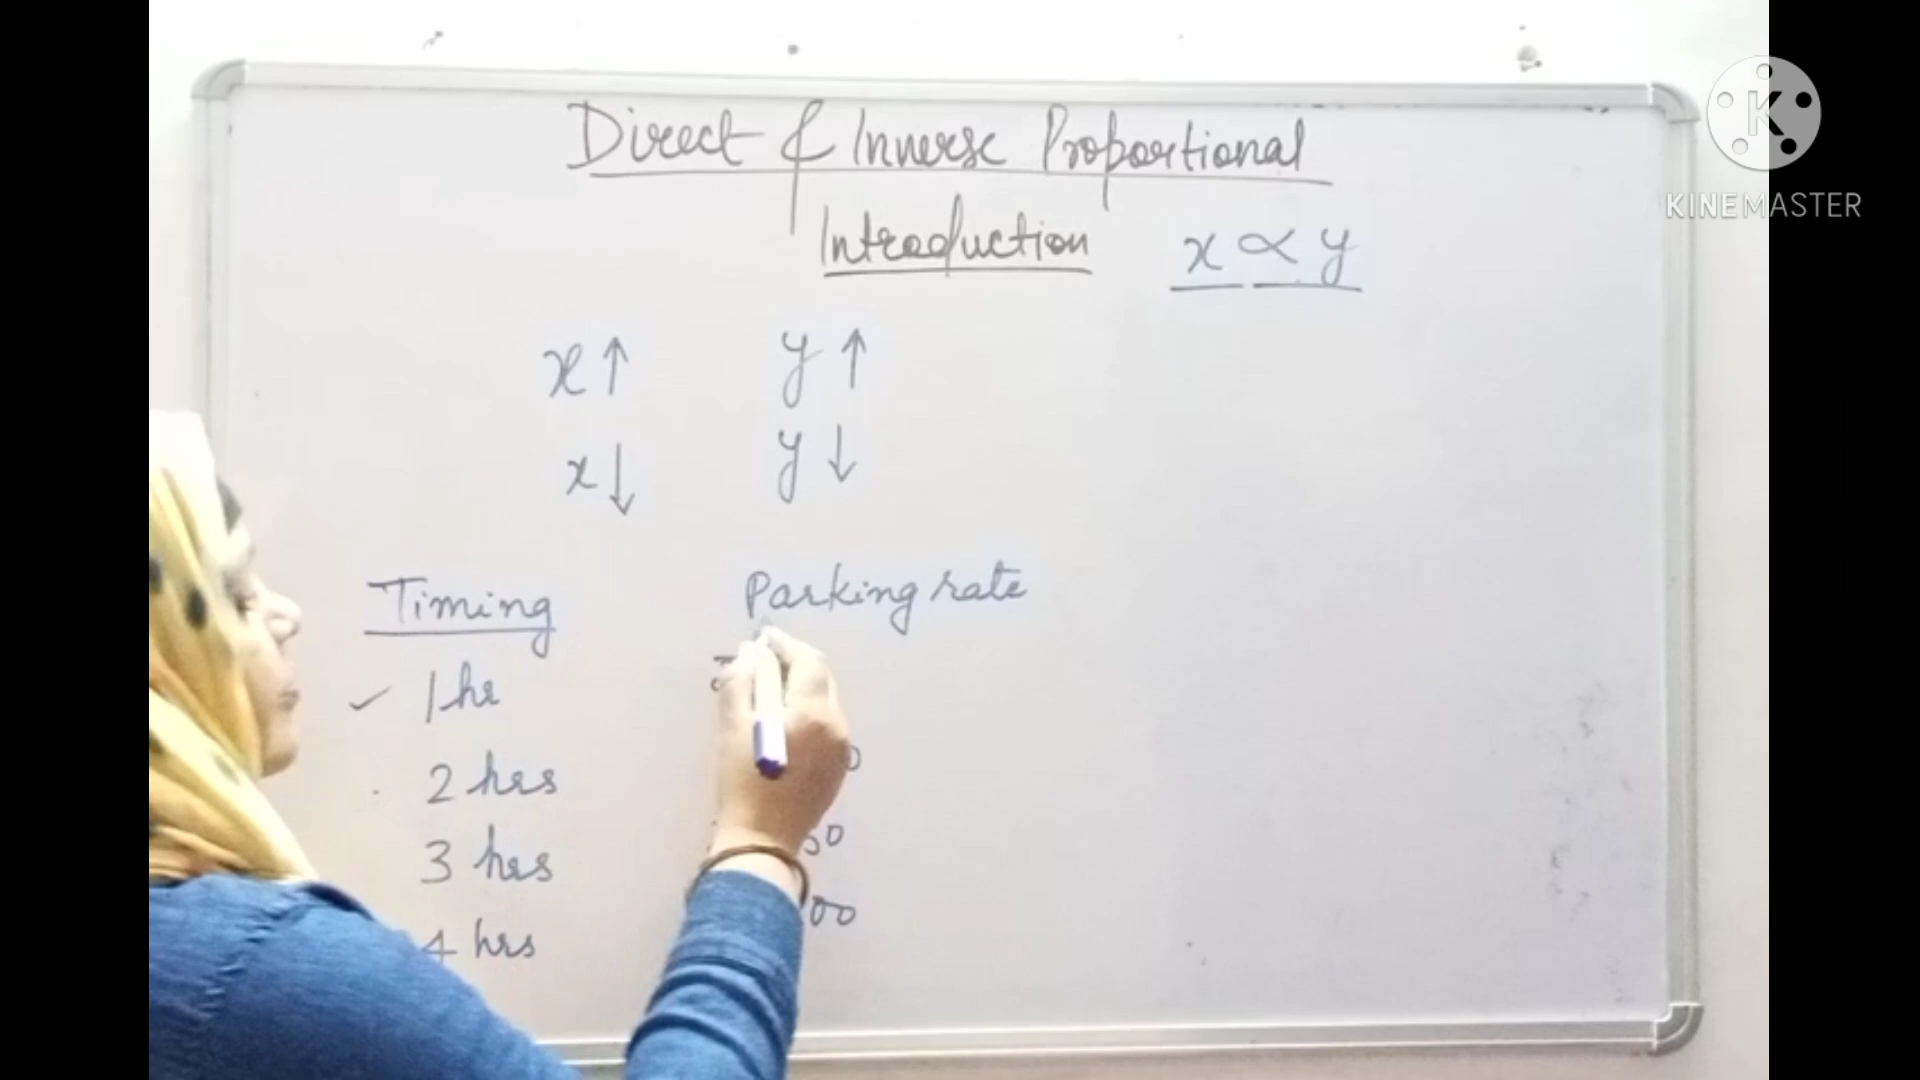 Direct & Inverse Proportional
Introduction x ∝ y
x ↑ y ↑
x ↓ y ↓
Timing Parking rate
1 hr
2 hrs
3 hrs
4 hrs
K
KINEMASTER